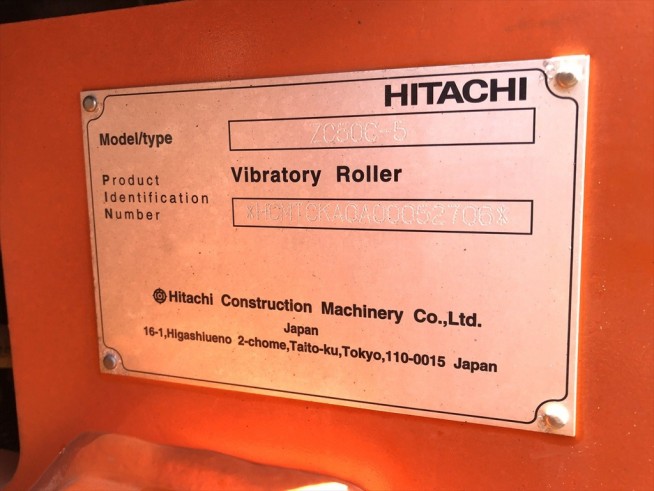 HITACHI
Model/type ZC50C-5
Vibratory Roller
Product
Identification
Number
Hitachi Construction Machinery Co.,Ltd.
Japan
16-1,Higashiueno 2-chome,Taito-ku,Tokyo,110-0015 Japan